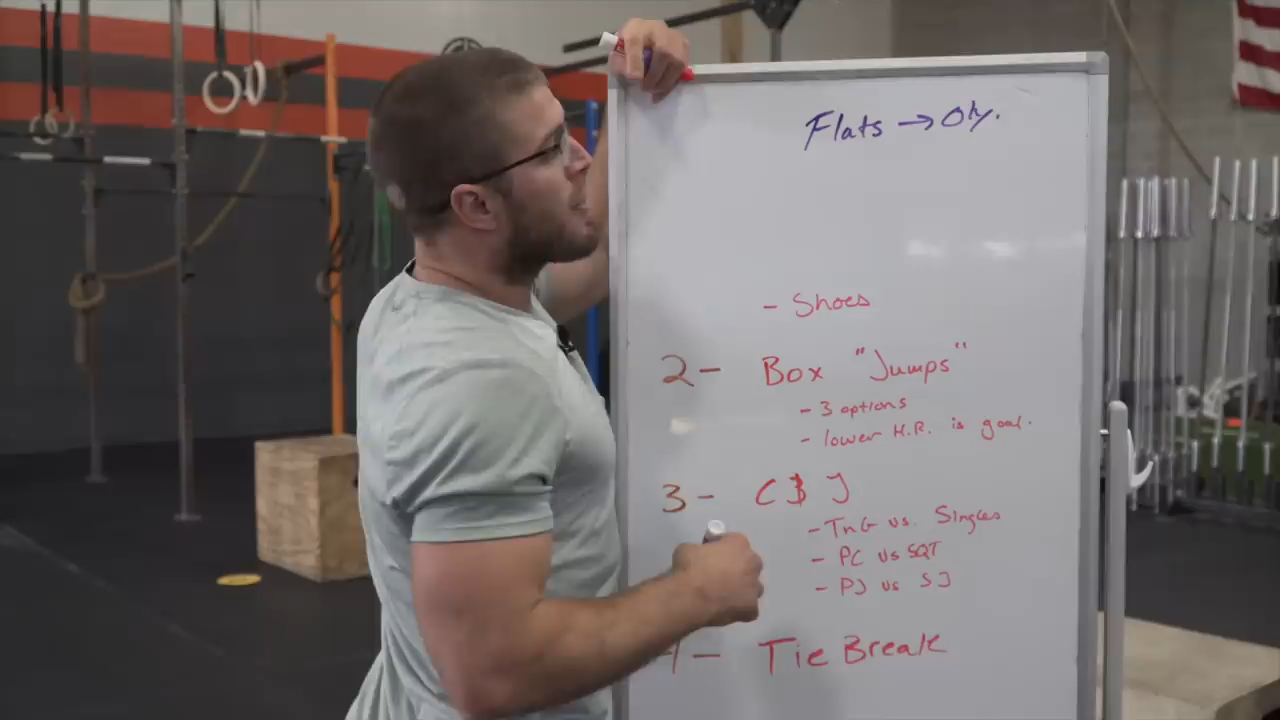 Flats → Oly.
- Shoes
2- Box "Jumps"
- 3 options
- lower H.R. is goal.
3- C & J
- TnG vs. Singles
- PC vs SQT
- PJ vs SJ
4- Tie Break